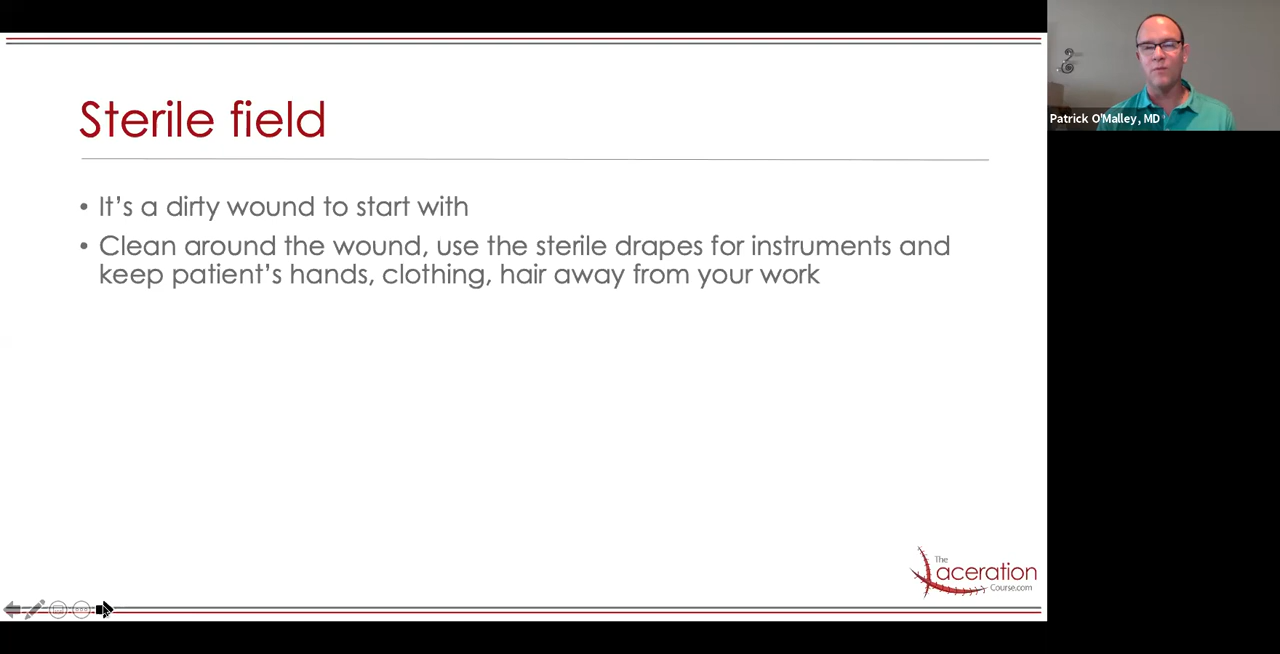 Sterile field
• It's a dirty wound to start with
• Clean around the wound, use the sterile drapes for instruments and
keep patient's hands, clothing, hair away from your work
The
Laceration
Course.com
Patrick O'Malley, MD